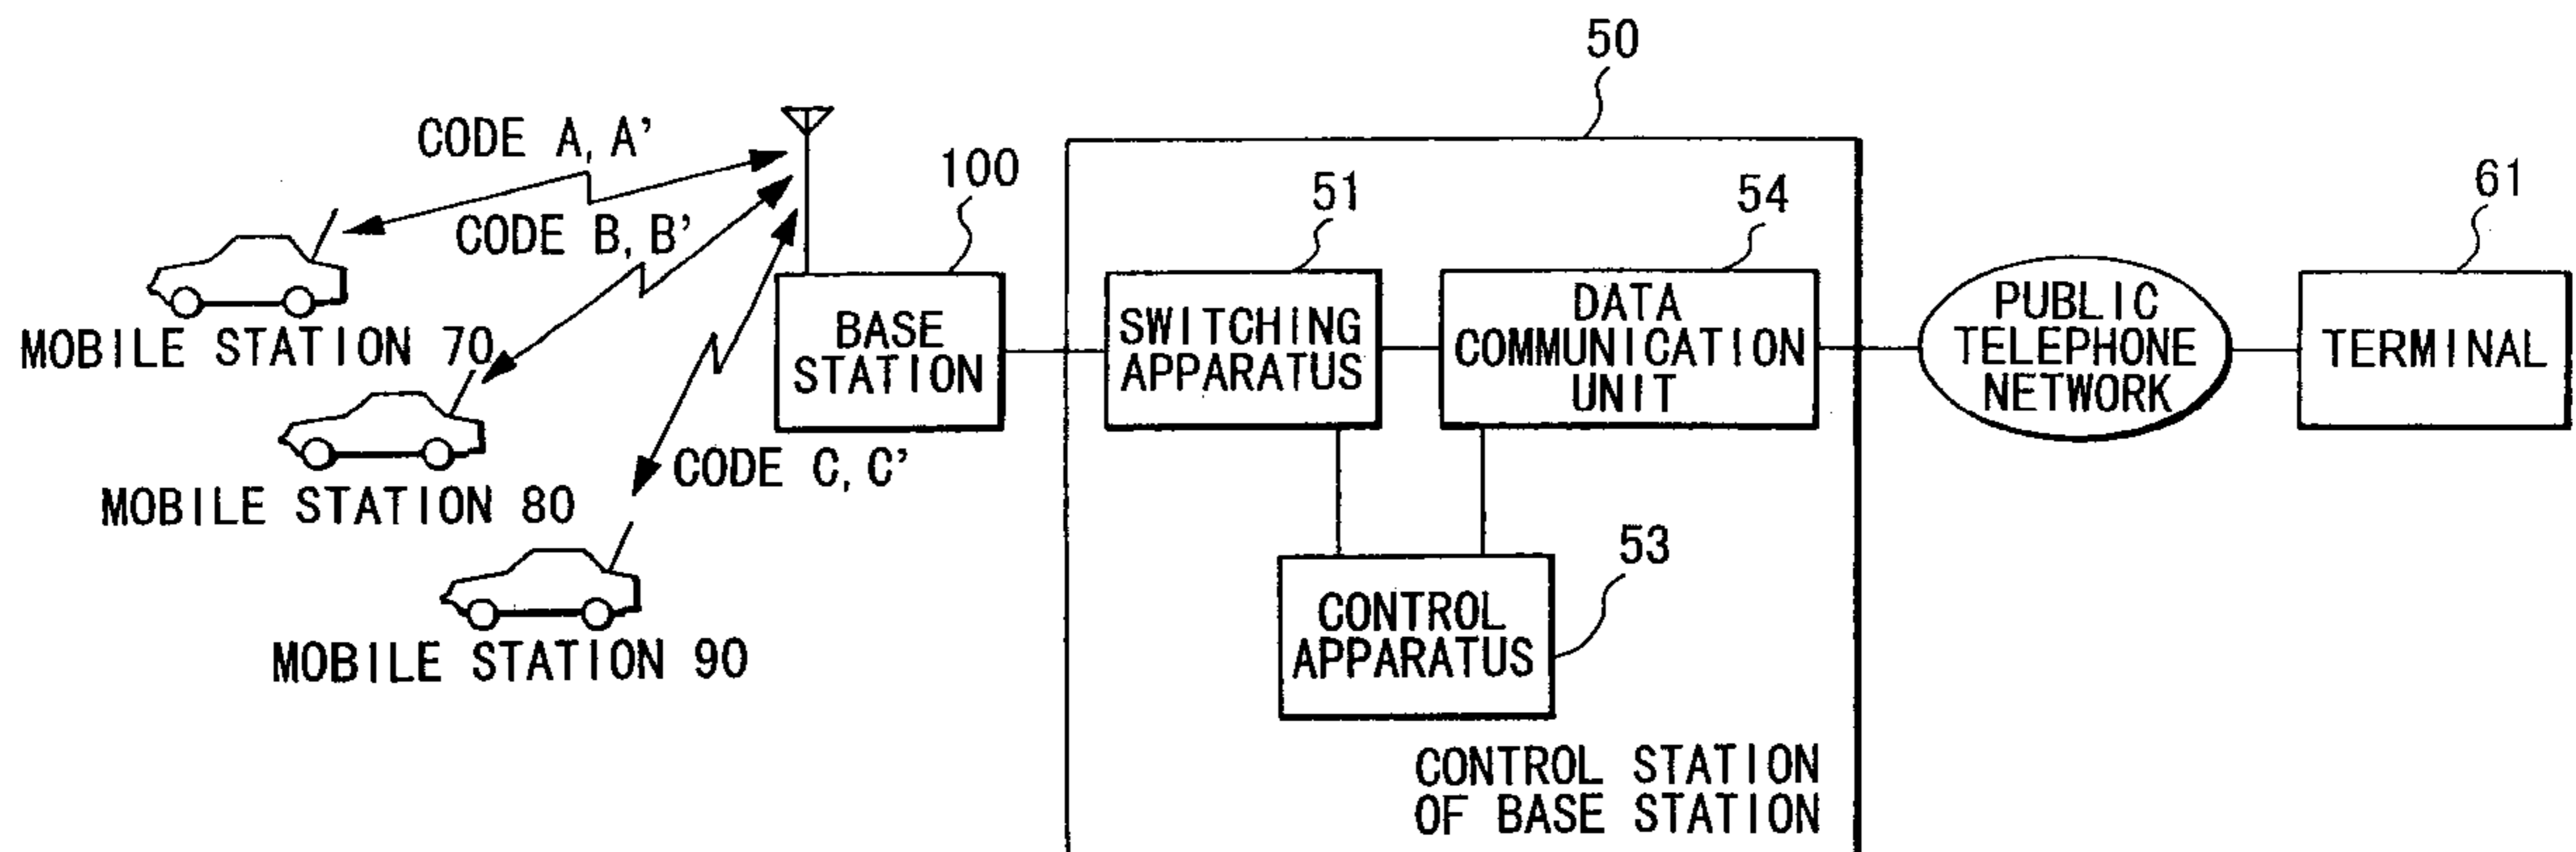 50
CODE A, A'
100
51
54
61
CODE B, B'
MOBILE STATION 70
BASE
STATION
SWITCHING
APPARATUS
DATA
COMMUNICATION
UNIT
PUBLIC
TELEPHONE
NETWORK
TERMINAL
CODE C, C'
MOBILE STATION 80
53
CONTROL
APPARATUS
MOBILE STATION 90
CONTROL STATION
OF BASE STATION